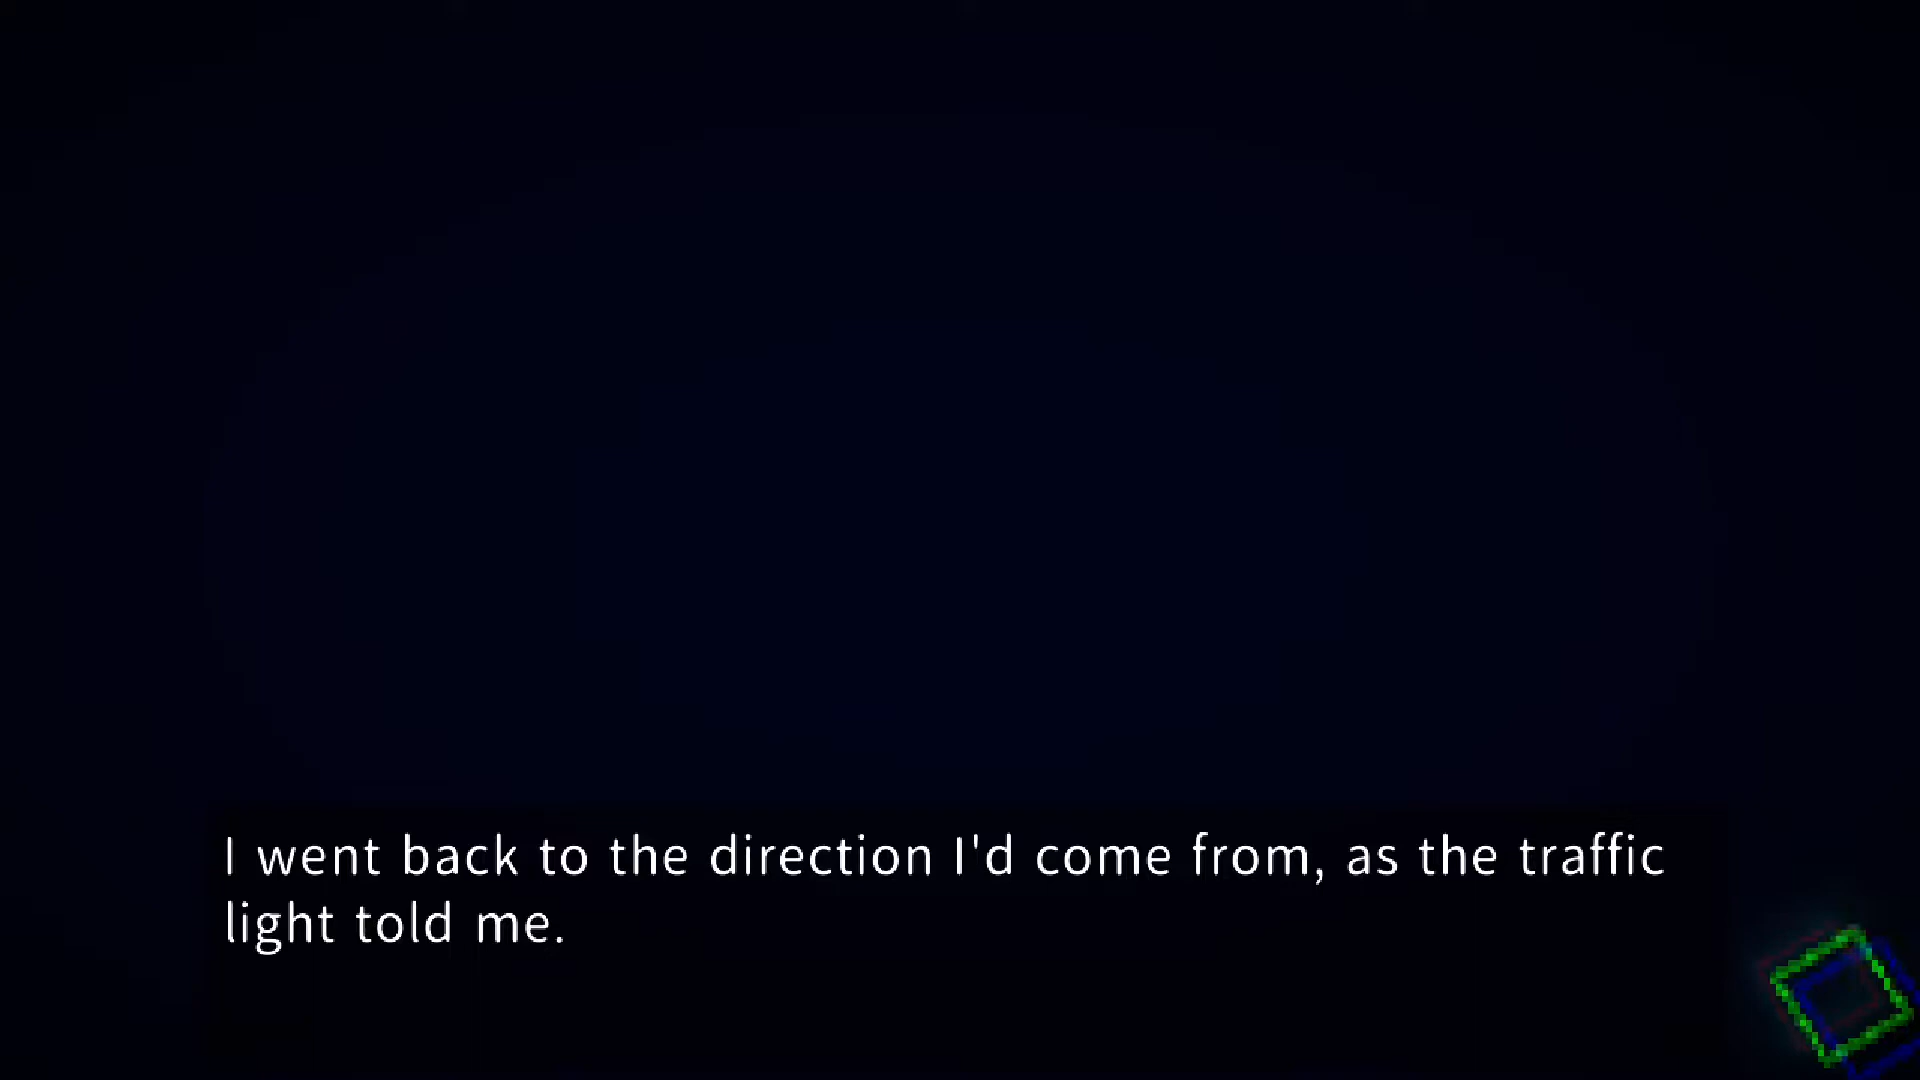 I went back to the direction I'd come from, as the traffic
light told me.